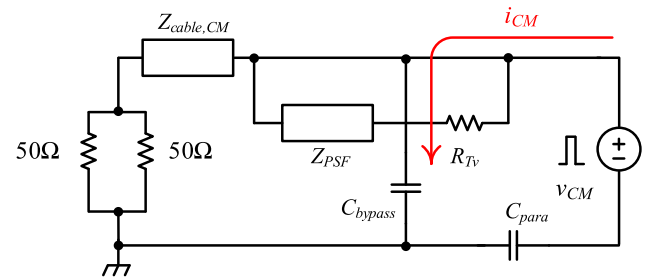 Z_cable,CM
i_CM
50Ω
50Ω
Z_PSF
R_Tv
v_CM
C_bypass
C_para